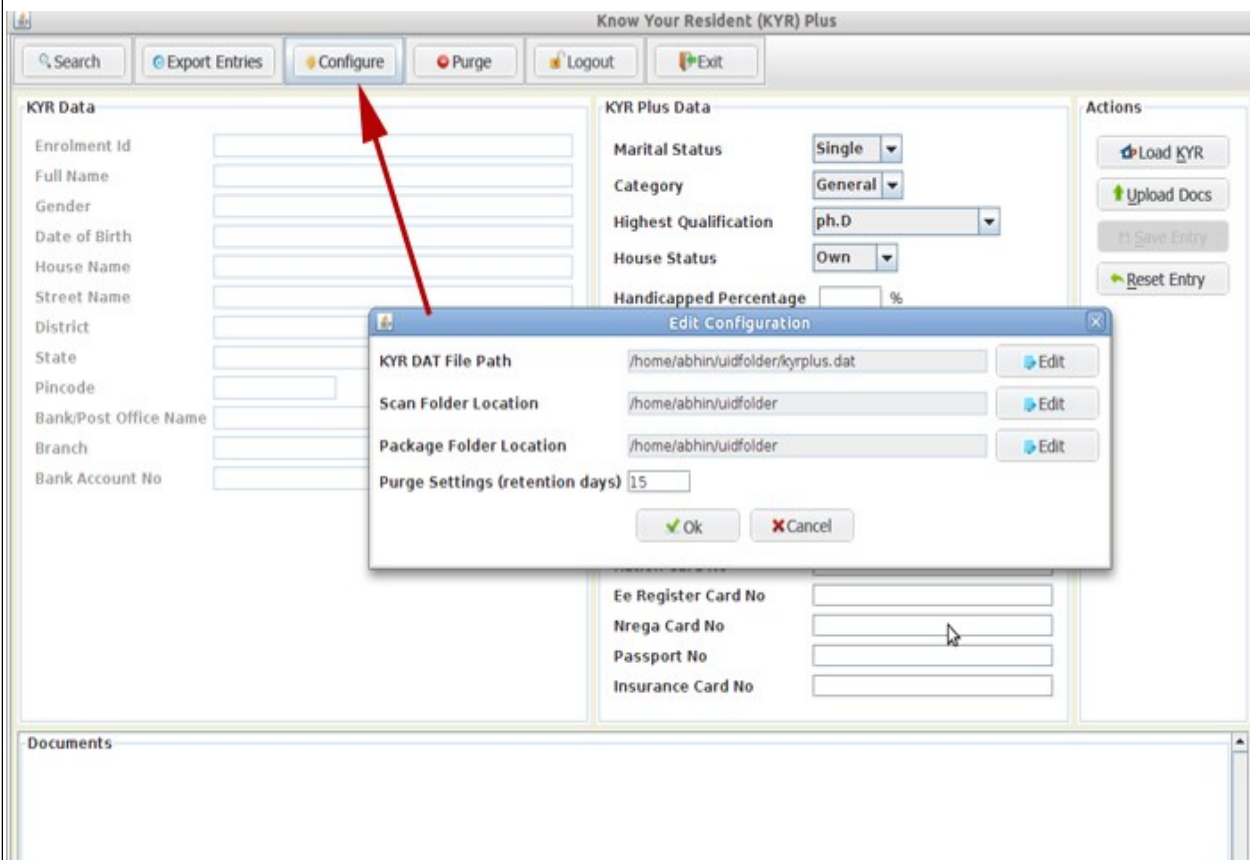 Know Your Resident (KYR) Plus
Search Export Entries Configure Purge Logout Exit
KYR Data
Enrolment Id
Full Name
Gender
Date of Birth
House Name
Street Name
District
State
Pincode
Bank/Post Office Name
Branch
Bank Account No
KYR Plus Data
Marital Status Single
Category General
Highest Qualification ph.D
House Status Own
Handicapped Percentage %
Edit Configuration
KYR DAT File Path /home/abhin/uidfolder/kyrplus.dat Edit
Scan Folder Location /home/abhin/uidfolder Edit
Package Folder Location /home/abhin/uidfolder Edit
Purge Settings (retention days) 15
Ok Cancel
Ee Register Card No
Nrega Card No
Passport No
Insurance Card No
Actions
Load KYR
Upload Docs
Save Entry
Reset Entry
Documents